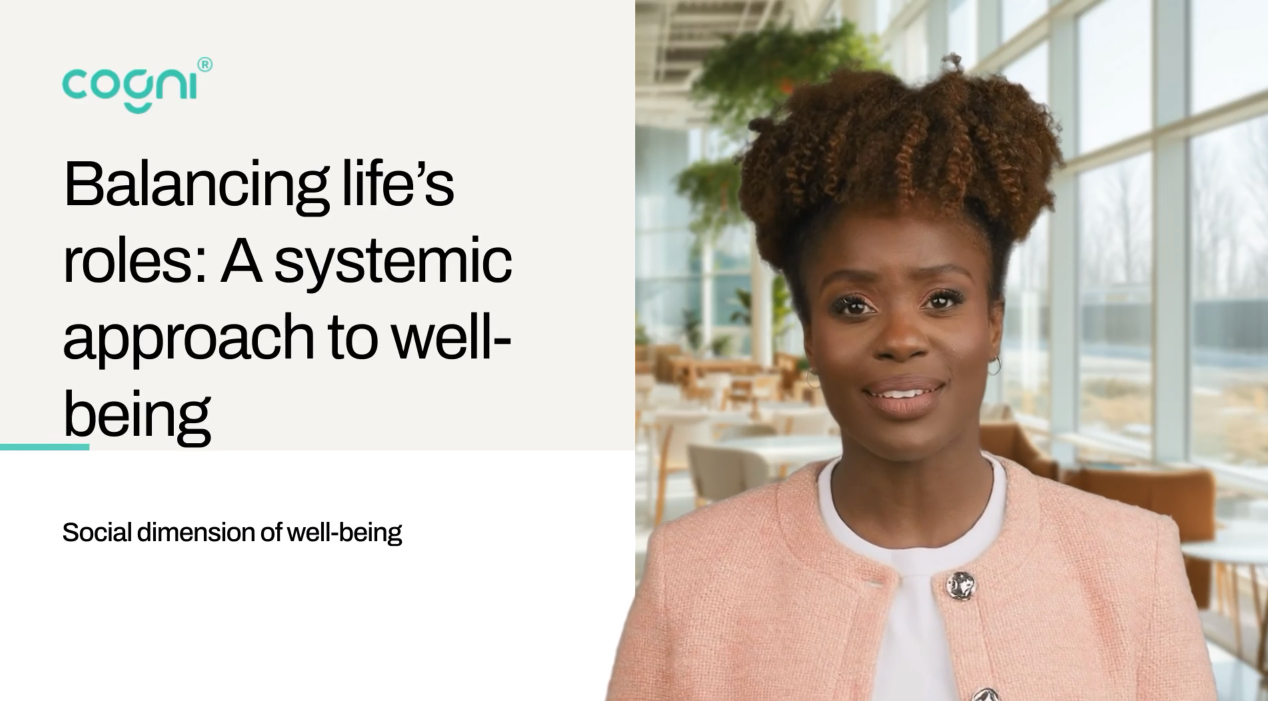 cogni®
Balancing life’s
roles: A systemic
approach to well-
being
Social dimension of well-being